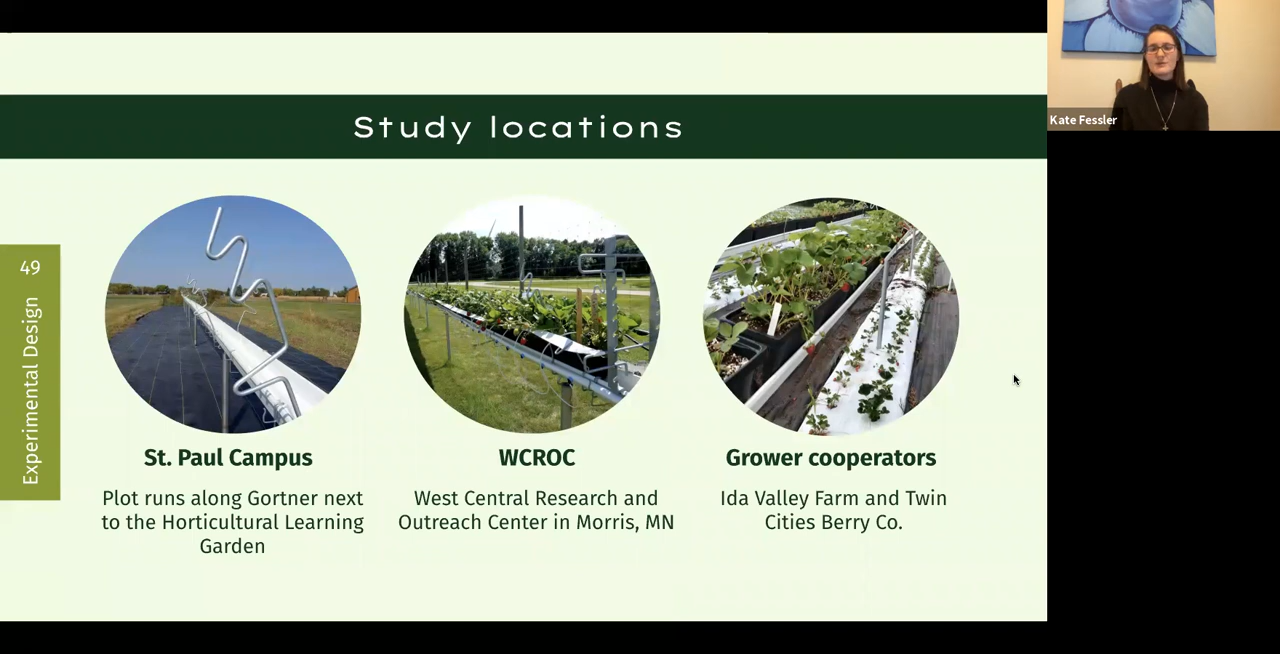 Study locations
Kate Fessler
49
Experimental Design
St. Paul Campus
Plot runs along Gortner next
to the Horticultural Learning
Garden
WCROC
West Central Research and
Outreach Center in Morris, MN
Grower cooperators
Ida Valley Farm and Twin
Cities Berry Co.